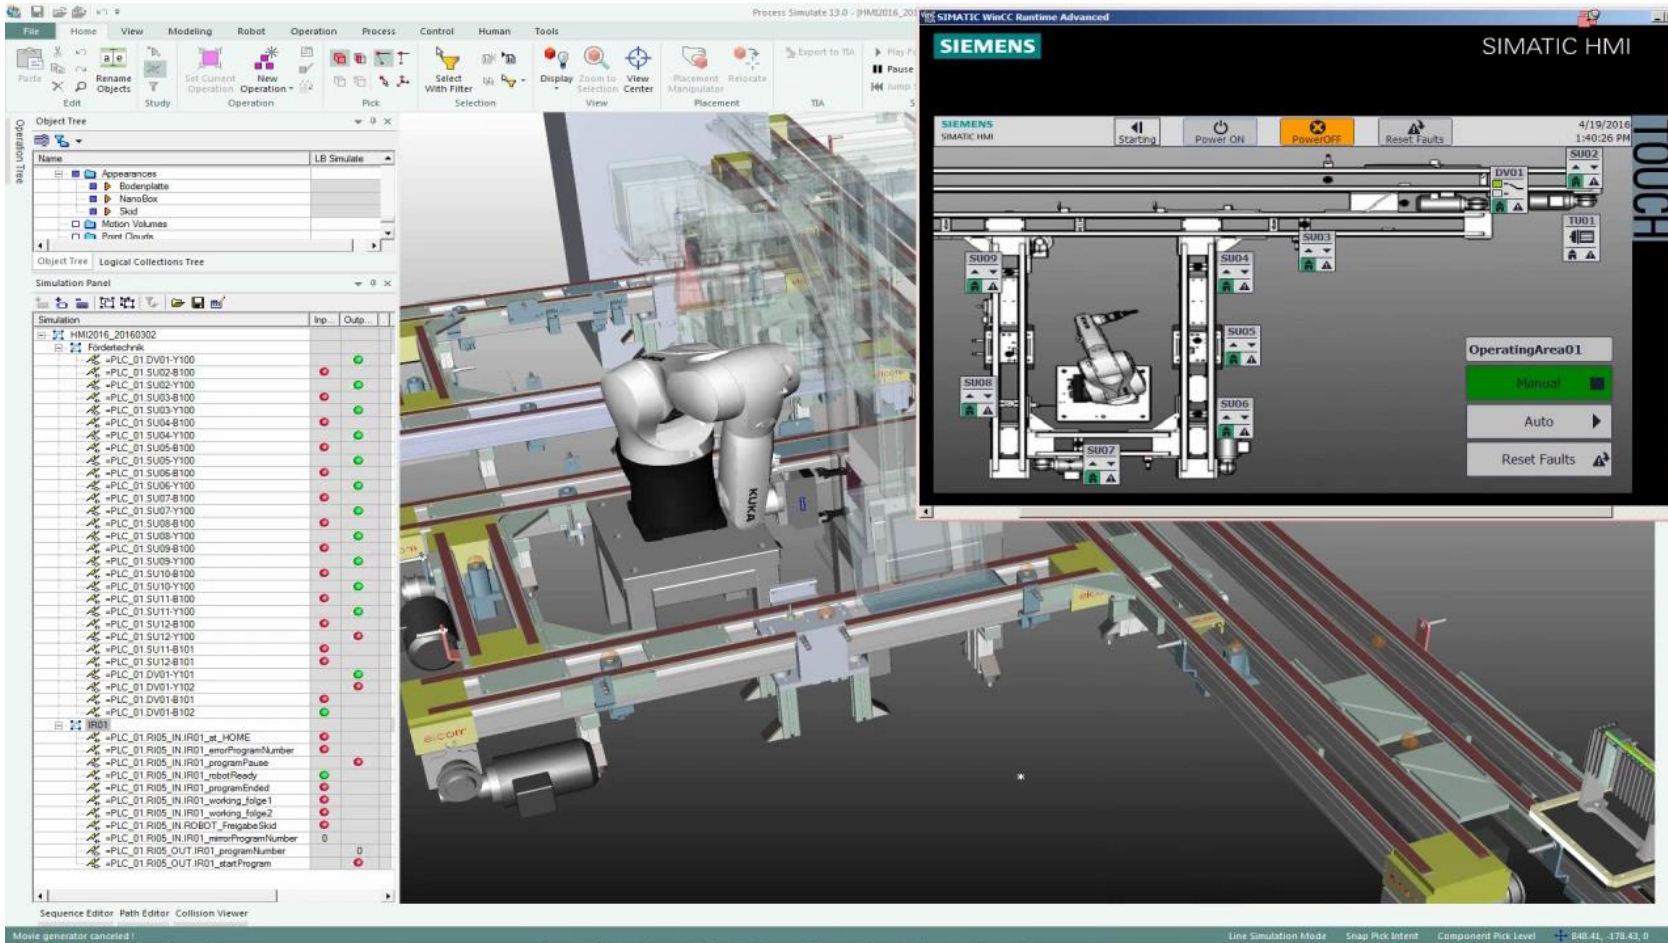 Process Simulate 13.0 - [HMI2016_201
File Home View Modeling Robot Operation Process Control Human Tools
Paste
Rename Objects
Set Current Operation
New Operation
Select With Filter
Display
Zoom to Selection
View Center
Placement Manipulator
Relocate
Export to TIA
Pause
Edit Study Operation Pick Selection View Placement TIA
Operation Tree
Object Tree
Name LB Simulate
Appearances
Bodenplatte
NanoBox
Skid
Motion Volumes
Point Clouds
Object Tree Logical Collections Tree
Simulation Panel
Simulation Inp... Outp...
HMI2016_20160302
Fördertechnik
=PLC_01.DV01-Y100
=PLC_01.SU02-B100
=PLC_01.SU02-Y100
=PLC_01.SU03-B100
=PLC_01.SU03-Y100
=PLC_01.SU04-B100
=PLC_01.SU04-Y100
=PLC_01.SU05-B100
=PLC_01.SU05-Y100
=PLC_01.SU06-B100
=PLC_01.SU06-Y100
=PLC_01.SU07-B100
=PLC_01.SU07-Y100
=PLC_01.SU08-B100
=PLC_01.SU08-Y100
=PLC_01.SU09-B100
=PLC_01.SU09-Y100
=PLC_01.SU10-B100
=PLC_01.SU10-Y100
=PLC_01.SU11-B100
=PLC_01.SU11-Y100
=PLC_01.SU12-B100
=PLC_01.SU12-Y100
=PLC_01.SU11-B101
=PLC_01.SU12-B101
=PLC_01.DV01-Y101
=PLC_01.DV01-Y102
=PLC_01.DV01-B101
=PLC_01.DV01-B102
IR01
=PLC_01.RI05_IN.IR01_at_HOME
=PLC_01.RI05_IN.IR01_errorProgramNumber
=PLC_01.RI05_IN.IR01_programPause
=PLC_01.RI05_IN.IR01_robotReady
=PLC_01.RI05_IN.IR01_programEnded
=PLC_01.RI05_IN.IR01_working_folge1
=PLC_01.RI05_IN.IR01_working_folge2
=PLC_01.RI05_IN.ROBOT_FreigabeSkid
=PLC_01.RI05_IN.IR01_mirrorProgramNumber 0
=PLC_01.RI05_OUT.IR01_programNumber 0
=PLC_01.RI05_OUT.IR01_startProgram
Sequence Editor Path Editor Collision Viewer
Movie generator canceled !
Line Simulation Mode Snap Pick Intent Component Pick Level 848.41, -178.43, 0
KUKA
elcom
SIMATIC WinCC Runtime Advanced
SIEMENS SIMATIC HMI
TOUCH
SIEMENS
SIMATIC HMI
Starting
Power ON
PowerOFF
Reset Faults
4/19/2016
1:40:26 PM
SU02
DV01
TU01
SU03
SU09
SU04
SU05
SU08
SU06
SU07
OperatingArea01
Manual
Auto
Reset Faults